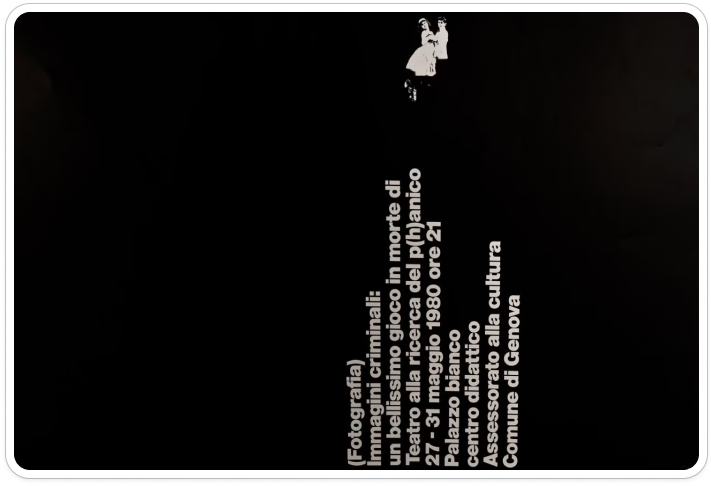 (Fotografia)
Immagini criminali:
un bellissimo gioco in morte di
Teatro alla ricerca del p(h)anico
27 - 31 maggio 1980 ore 21
Palazzo bianco
centro didattico
Assessorato alla cultura
Comune di Genova